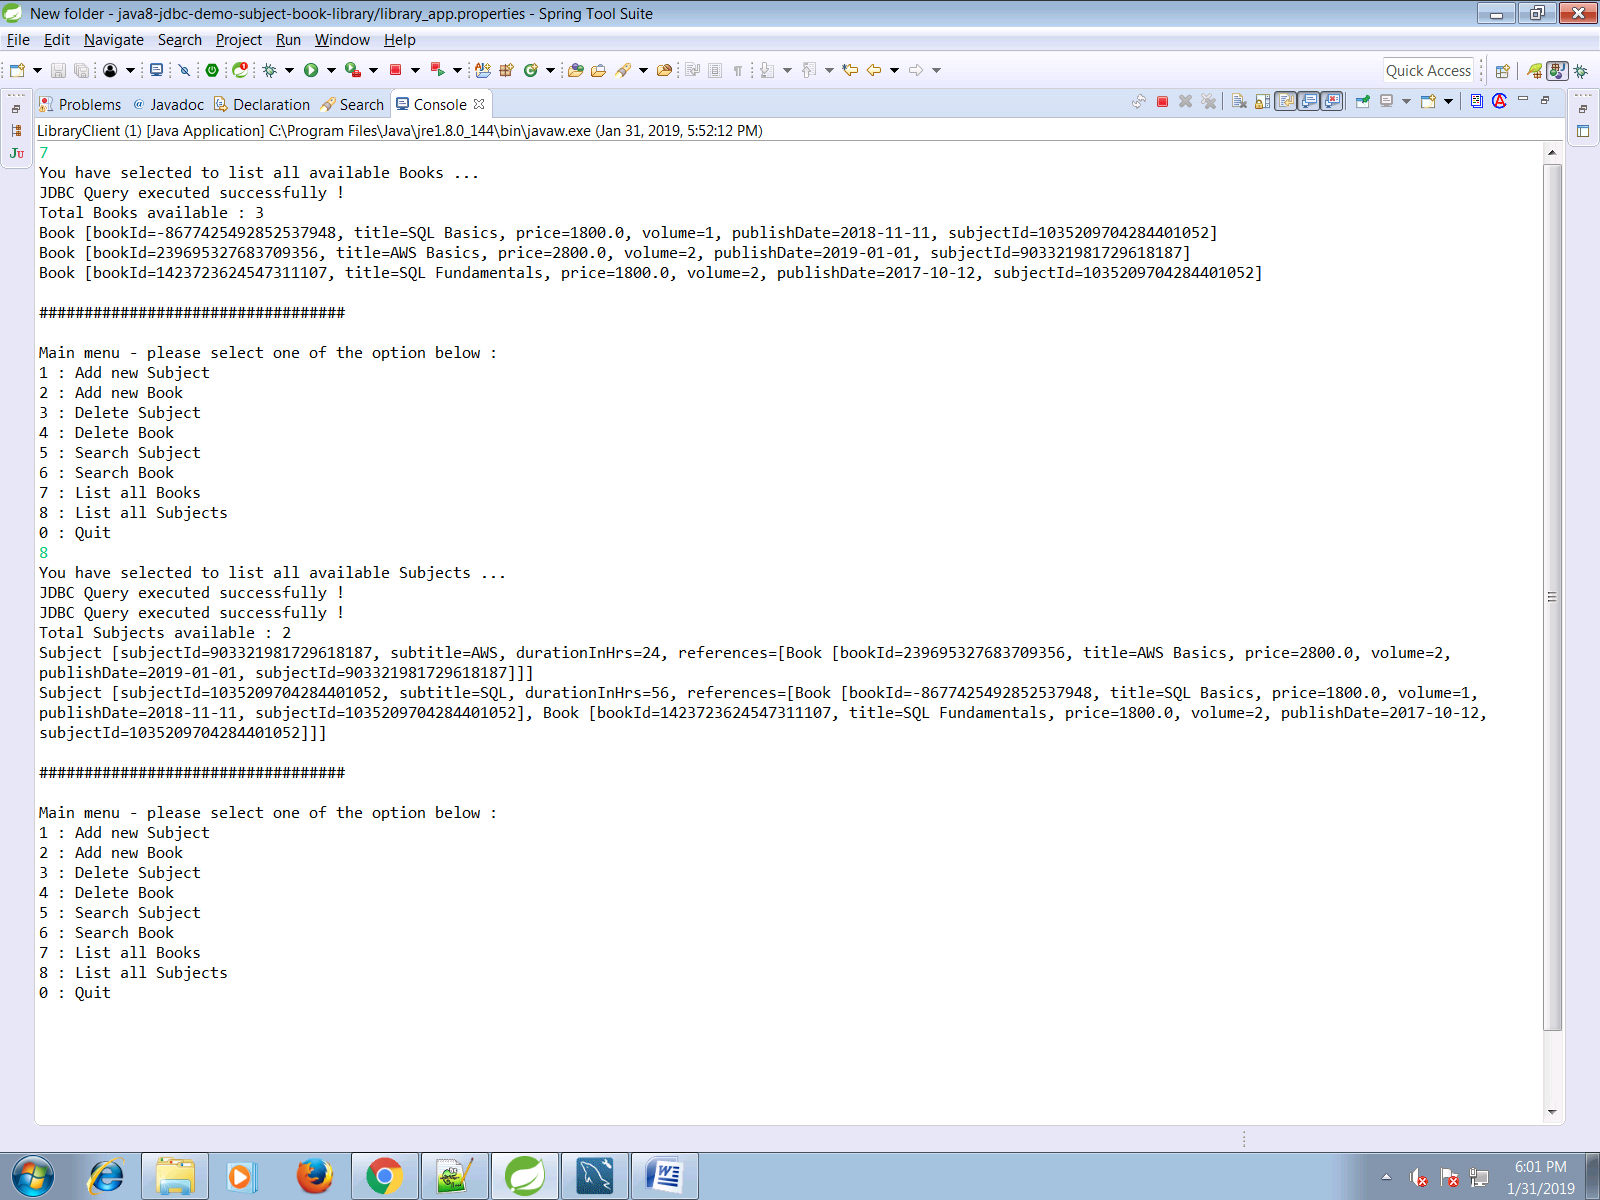 New folder - java8-jdbc-demo-subject-book-library/library_app.properties - Spring Tool Suite
File Edit Navigate Search Project Run Window Help
Quick Access
Problems @ Javadoc Declaration Search Console
LibraryClient (1) [Java Application] C:\Program Files\Java\jre1.8.0_144\bin\javaw.exe (Jan 31, 2019, 5:52:12 PM)
Ju
7
You have selected to list all available Books ...
JDBC Query executed successfully !
Total Books available : 3
Book [bookId=-8677425492852537948, title=SQL Basics, price=1800.0, volume=1, publishDate=2018-11-11, subjectId=1035209704284401052]
Book [bookId=239695327683709356, title=AWS Basics, price=2800.0, volume=2, publishDate=2019-01-01, subjectId=903321981729618187]
Book [bookId=1423723624547311107, title=SQL Fundamentals, price=1800.0, volume=2, publishDate=2017-10-12, subjectId=1035209704284401052]
##################################
Main menu - please select one of the option below :
1 : Add new Subject
2 : Add new Book
3 : Delete Subject
4 : Delete Book
5 : Search Subject
6 : Search Book
7 : List all Books
8 : List all Subjects
0 : Quit
8
You have selected to list all available Subjects ...
JDBC Query executed successfully !
JDBC Query executed successfully !
Total Subjects available : 2
Subject [subjectId=903321981729618187, subtitle=AWS, durationInHrs=24, references=[Book [bookId=239695327683709356, title=AWS Basics, price=2800.0, volume=2,
publishDate=2019-01-01, subjectId=903321981729618187]]]
Subject [subjectId=1035209704284401052, subtitle=SQL, durationInHrs=56, references=[Book [bookId=-8677425492852537948, title=SQL Basics, price=1800.0, volume=1,
publishDate=2018-11-11, subjectId=1035209704284401052], Book [bookId=1423723624547311107, title=SQL Fundamentals, price=1800.0, volume=2, publishDate=2017-10-12,
subjectId=1035209704284401052]]]
##################################
Main menu - please select one of the option below :
1 : Add new Subject
2 : Add new Book
3 : Delete Subject
4 : Delete Book
5 : Search Subject
6 : Search Book
7 : List all Books
8 : List all Subjects
0 : Quit
6:01 PM
1/31/2019